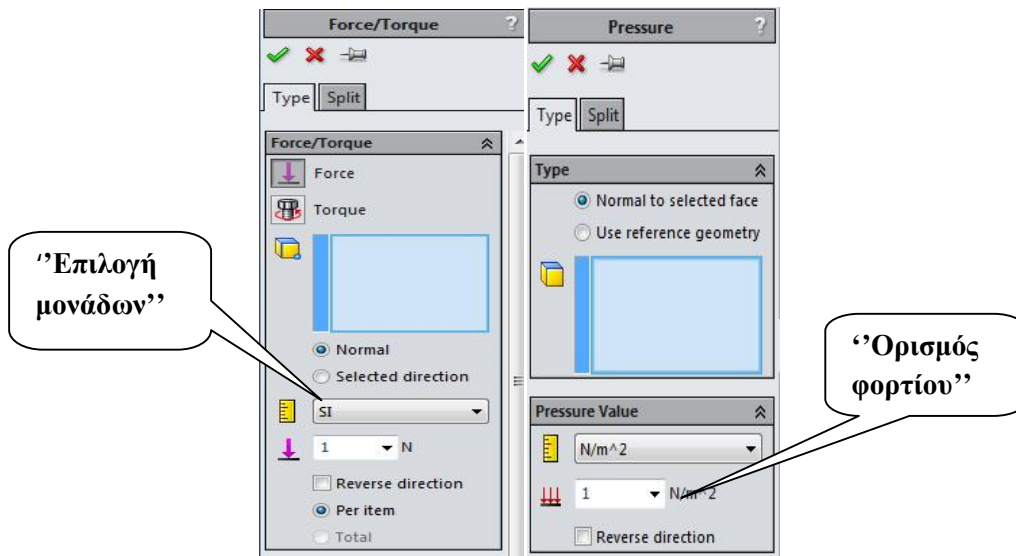 Force/Torque ?
Type Split
Force/Torque
Force
Torque
Normal
Selected direction
SI
1 N
Reverse direction
Per item
Total
‘’Επιλογή
μονάδων’’
Pressure ?
Type Split
Type
Normal to selected face
Use reference geometry
Pressure Value
N/m^2
1 N/m^2
Reverse direction
‘’Ορισμός
φορτίου’’